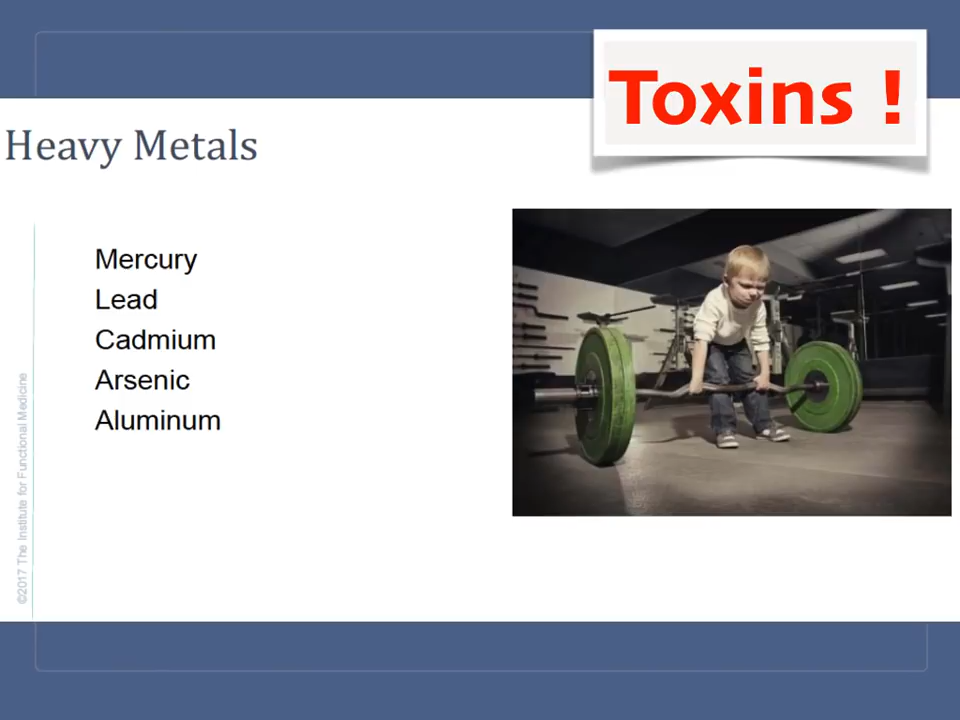 Toxins !
Heavy Metals
Mercury
Lead
Cadmium
Arsenic
Aluminum
©2017 The Institute for Functional Medicine